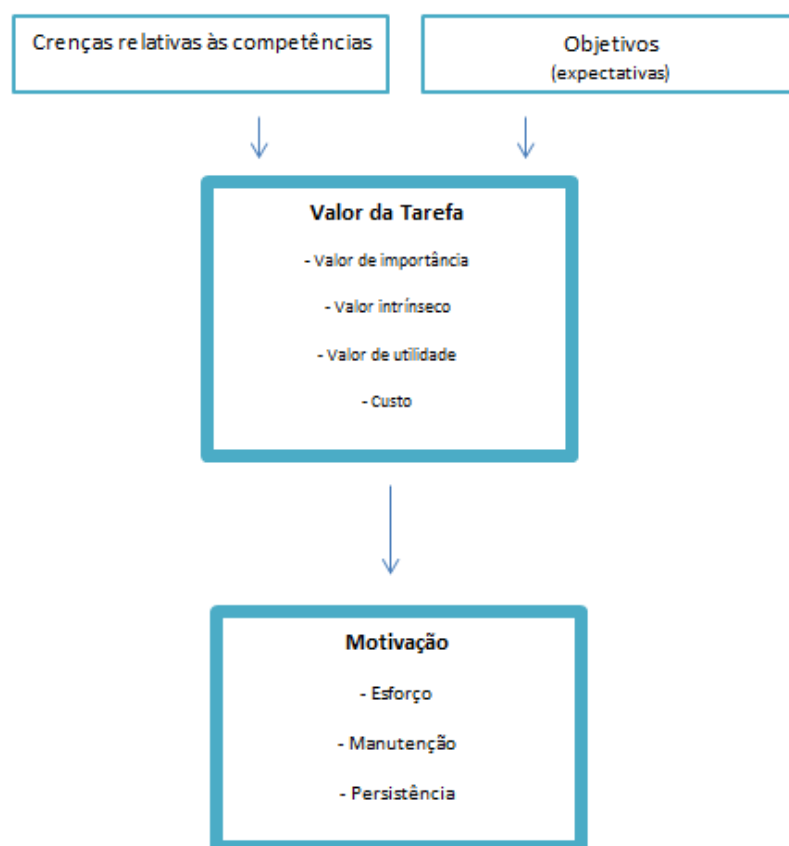 Crenças relativas às competências
Objetivos
(expectativas)
Valor da Tarefa
- Valor de importância
- Valor intrínseco
- Valor de utilidade
- Custo
Motivação
- Esforço
- Manutenção
- Persistência